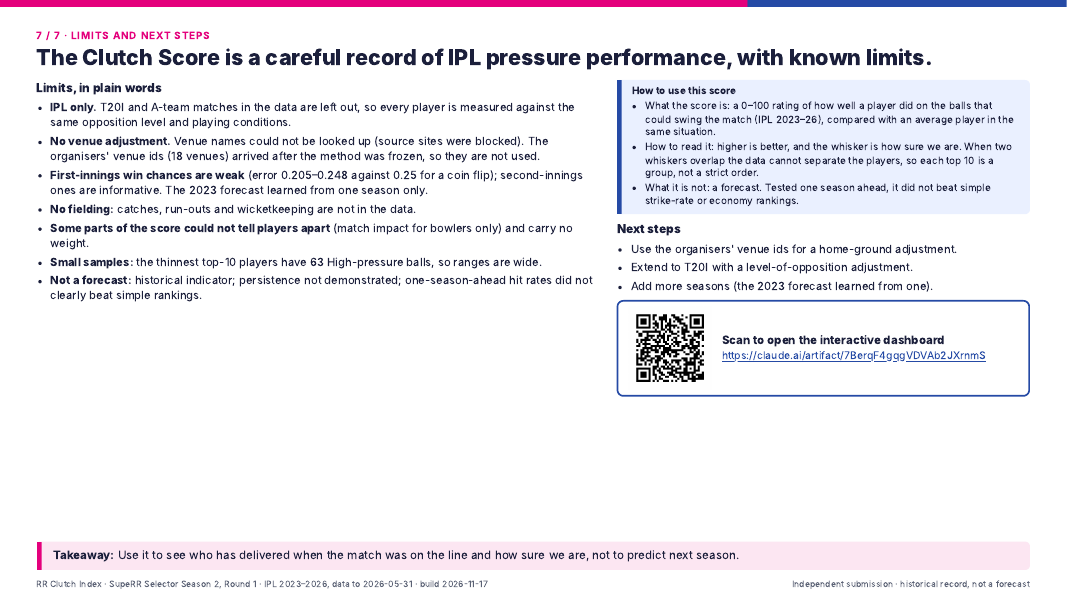 7 / 7 · LIMITS AND NEXT STEPS
The Clutch Score is a careful record of IPL pressure performance, with known limits.
Limits, in plain words
• IPL only. T20I and A-team matches in the data are left out, so every player is measured against the
same opposition level and playing conditions.
• No venue adjustment. Venue names could not be looked up (source sites were blocked). The
organisers' venue ids (18 venues) arrived after the method was frozen, so they are not used.
• First-innings win chances are weak (error 0.205–0.248 against 0.25 for a coin flip); second-innings
ones are informative. The 2023 forecast learned from one season only.
• No fielding: catches, run-outs and wicketkeeping are not in the data.
• Some parts of the score could not tell players apart (match impact for bowlers only) and carry no
weight.
• Small samples: the thinnest top-10 players have 63 High-pressure balls, so ranges are wide.
• Not a forecast: historical indicator; persistence not demonstrated; one-season-ahead hit rates did not
clearly beat simple rankings.
How to use this score
• What the score is: a 0–100 rating of how well a player did on the balls that
could swing the match (IPL 2023–26), compared with an average player in the
same situation.
• How to read it: higher is better, and the whisker is how sure we are. When two
whiskers overlap the data cannot separate the players, so each top 10 is a
group, not a strict order.
• What it is not: a forecast. Tested one season ahead, it did not beat simple
strike-rate or economy rankings.
Next steps
• Use the organisers' venue ids for a home-ground adjustment.
• Extend to T20I with a level-of-opposition adjustment.
• Add more seasons (the 2023 forecast learned from one).
Scan to open the interactive dashboard
https://claude.ai/artifact/7BerqF4gqgVDVAb2JXrnmS
Takeaway: Use it to see who has delivered when the match was on the line and how sure we are, not to predict next season.
RR Clutch Index · SupeRR Selector Season 2, Round 1 · IPL 2023–2026, data to 2026-05-31 · build 2026-11-17
Independent submission · historical record, not a forecast